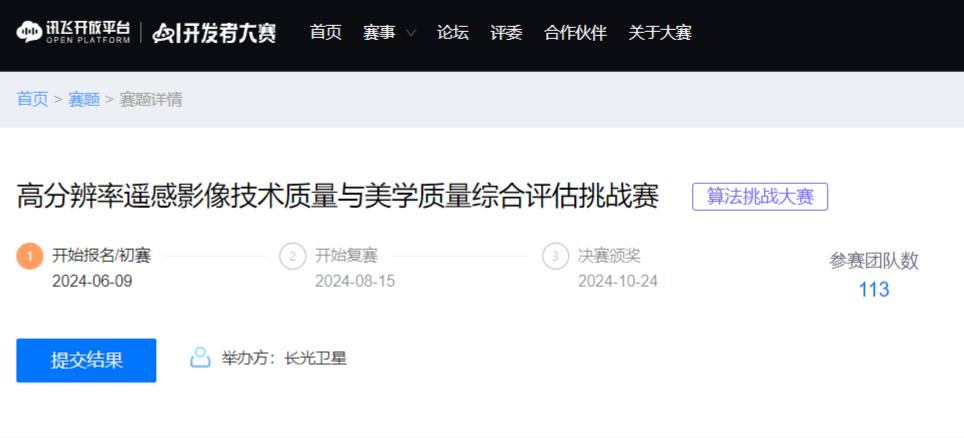 讯飞开放平台 OPEN PLATFORM AI开发者大赛 首页 赛事 论坛 评委 合作伙伴 关于大赛
首页 > 赛题 > 赛题详情
高分辨率遥感影像技术质量与美学质量综合评估挑战赛 算法挑战大赛
1 开始报名/初赛 2 开始复赛 3 决赛颁奖 参赛团队数
2024-06-09 2024-08-15 2024-10-24 113
提交结果 举办方：长光卫星